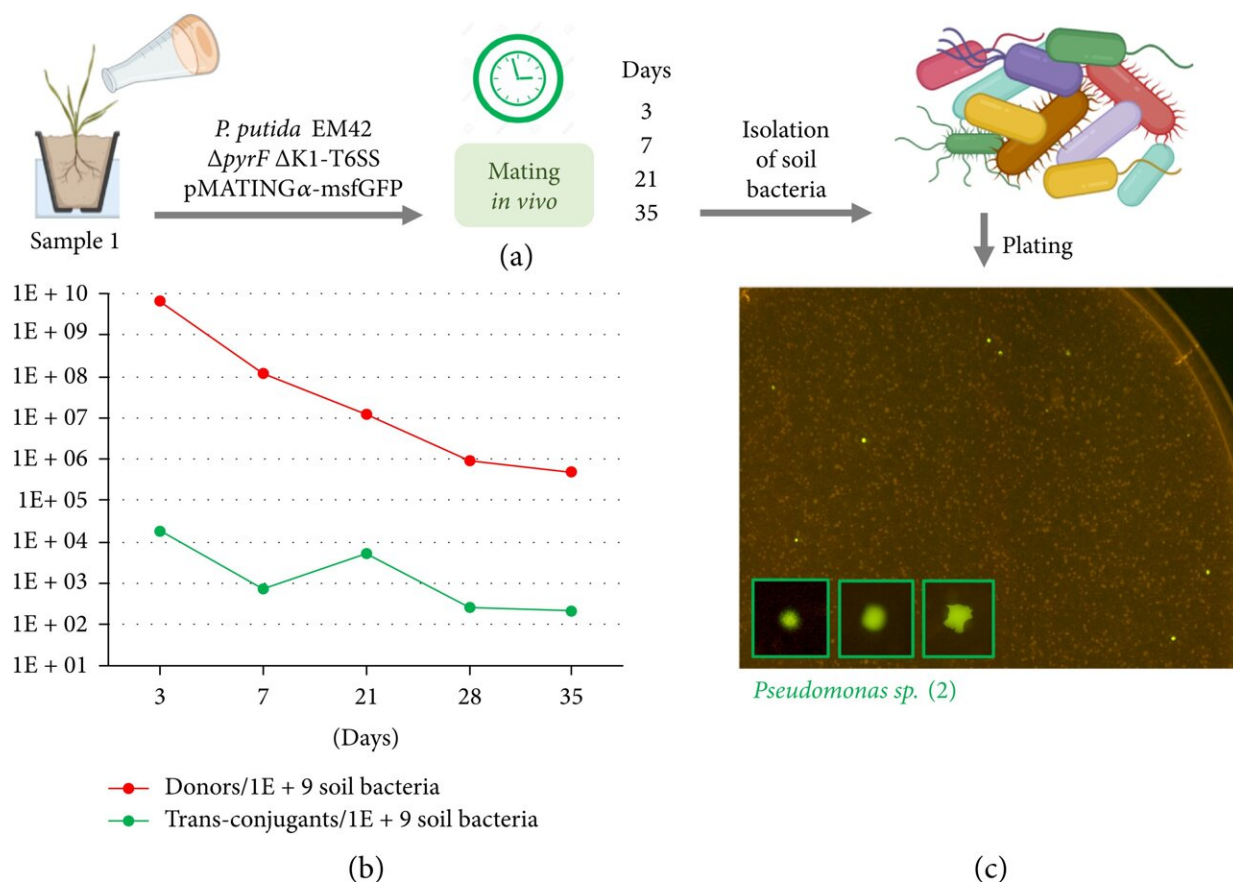 Sample 1
P. putida EM42
ΔpyrF ΔK1-T6SS
pMATINGα-msfGFP
Mating
in vivo
Days
3
7
21
35
(a)
Isolation
of soil
bacteria
Plating
1E + 10
1E + 09
1E + 08
1E + 07
1E + 06
1E + 05
1E + 04
1E + 03
1E + 02
1E + 01
3 7 21 28 35
(Days)
Donors/1E + 9 soil bacteria
Trans-conjugants/1E + 9 soil bacteria
(b)
Pseudomonas sp. (2)
(c)